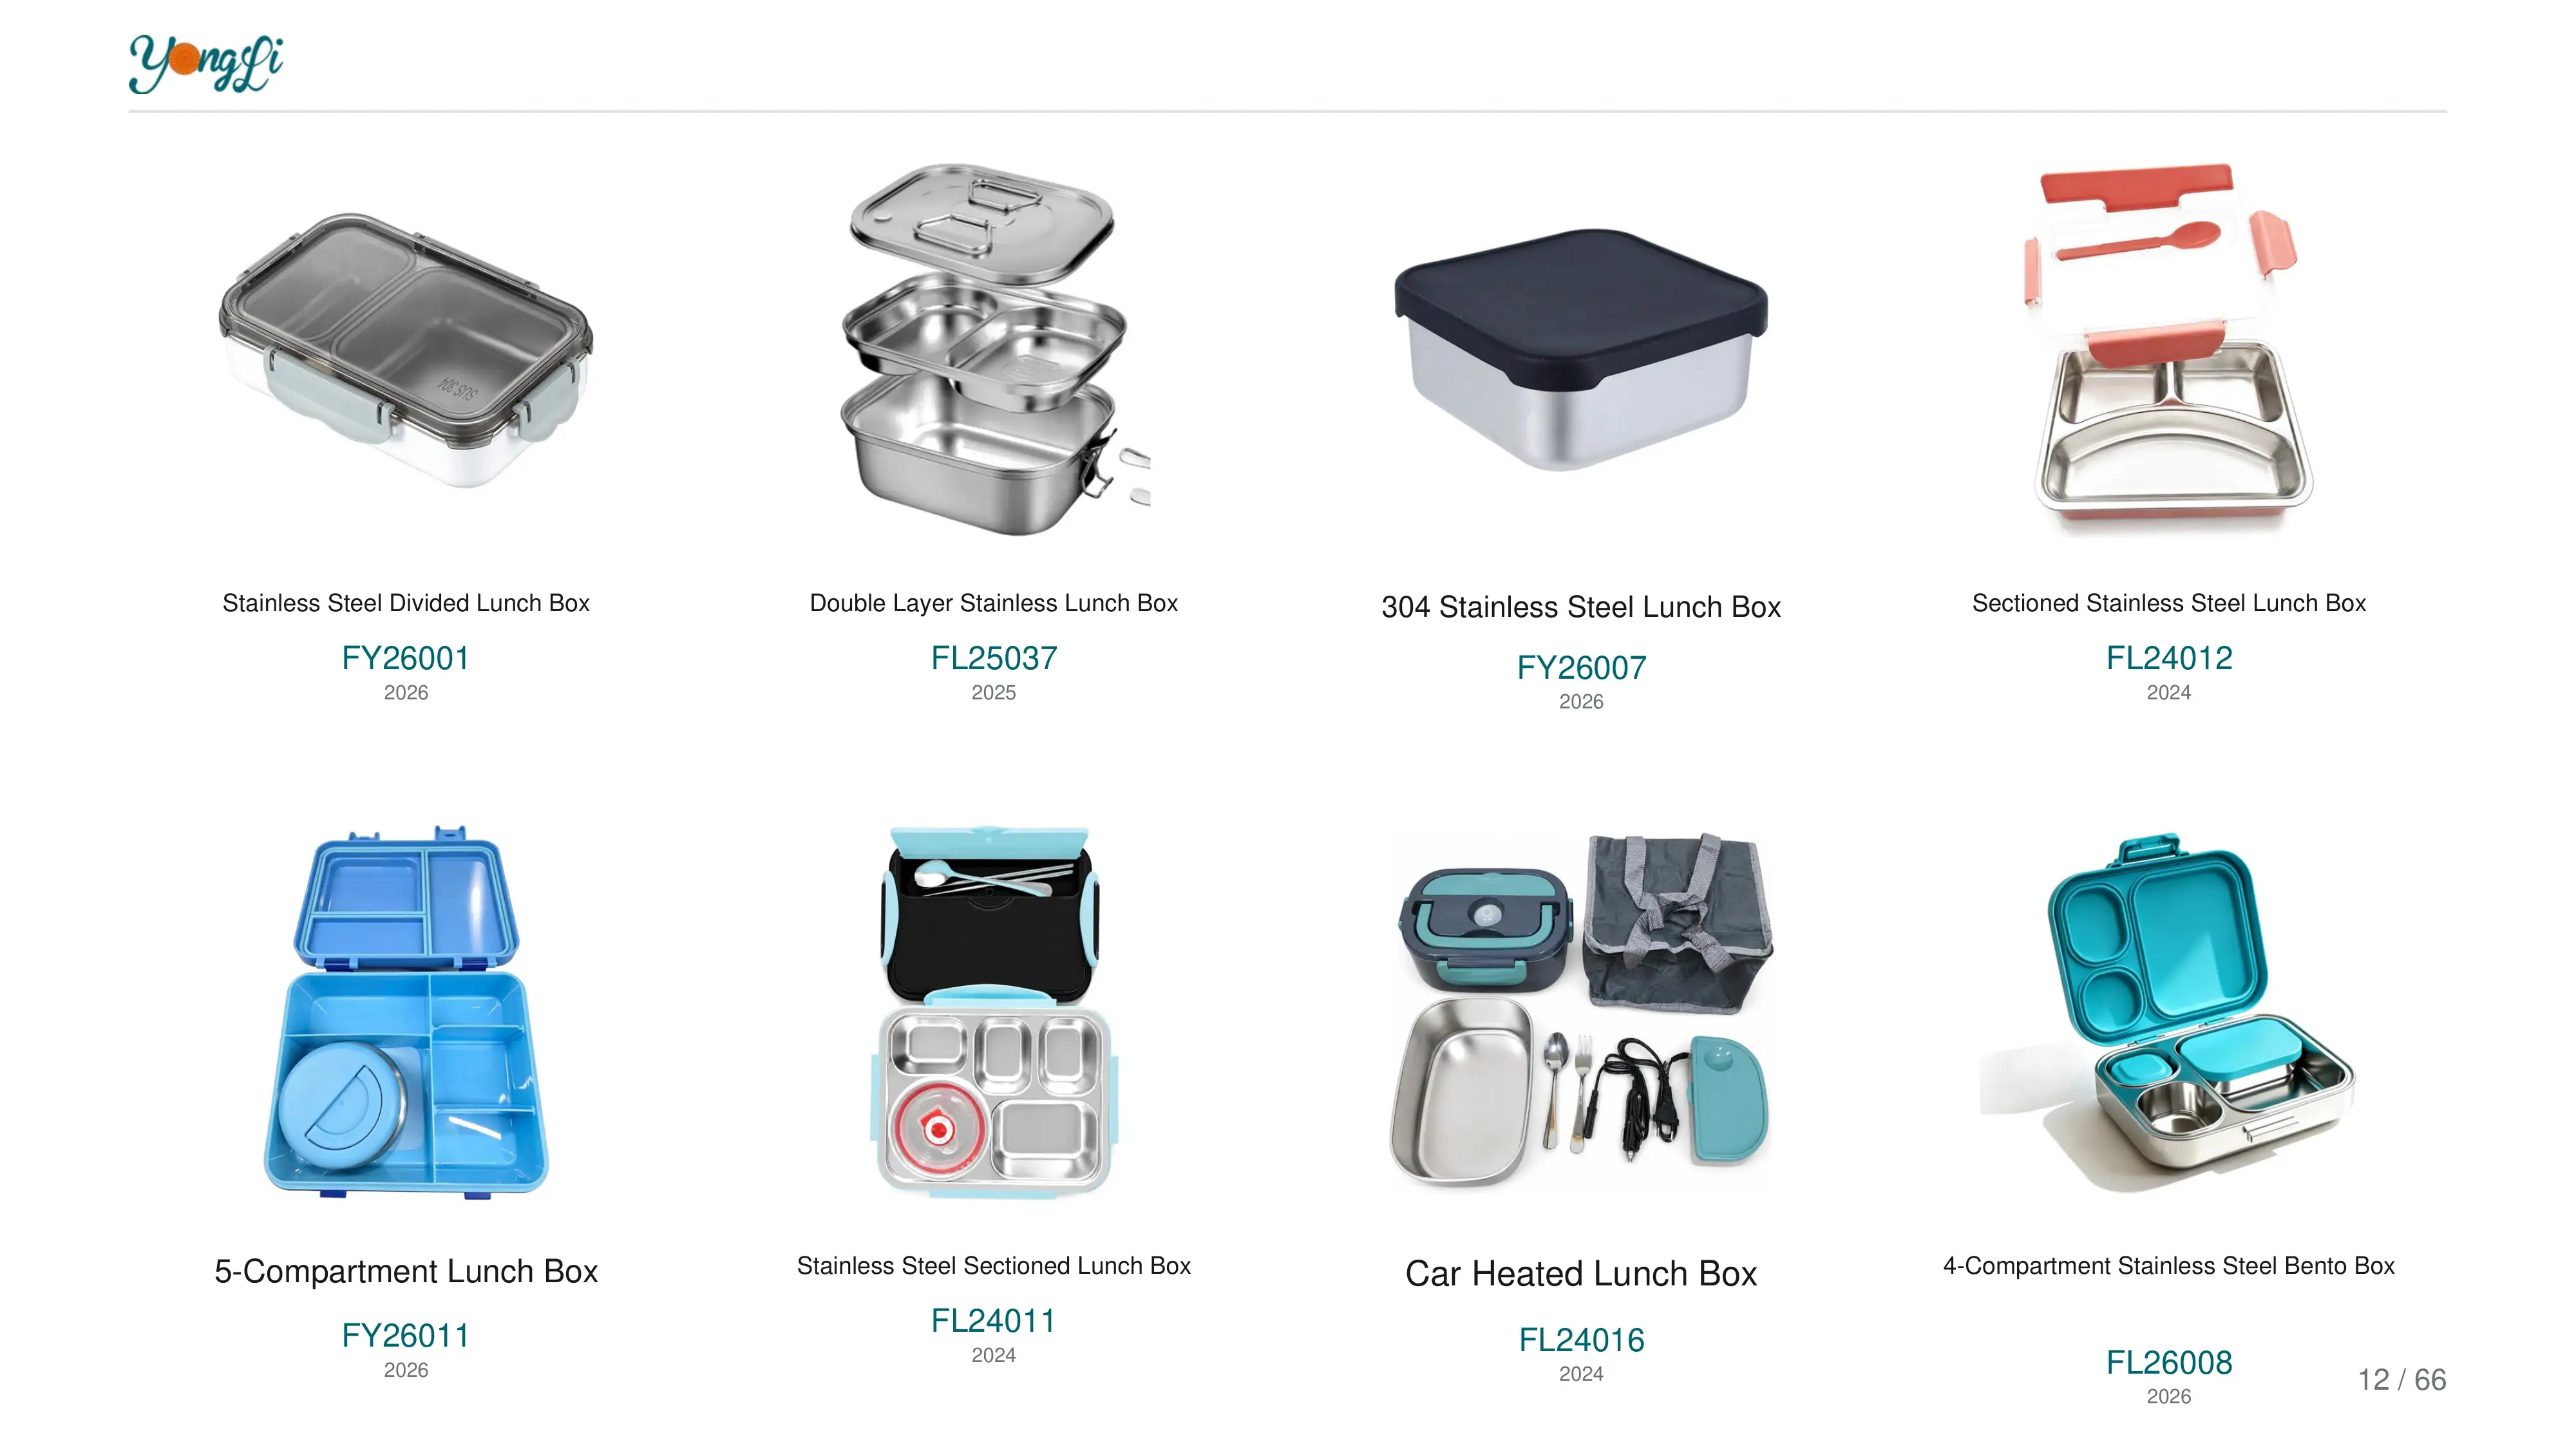 YongLi
SUS 304
Stainless Steel Divided Lunch Box
FY26001
2026
Double Layer Stainless Lunch Box
FL25037
2025
304 Stainless Steel Lunch Box
FY26007
2026
Sectioned Stainless Steel Lunch Box
FL24012
2024
5-Compartment Lunch Box
FY26011
2026
Stainless Steel Sectioned Lunch Box
FL24011
2024
Car Heated Lunch Box
FL24016
2024
4-Compartment Stainless Steel Bento Box
FL26008
2026
12 / 66